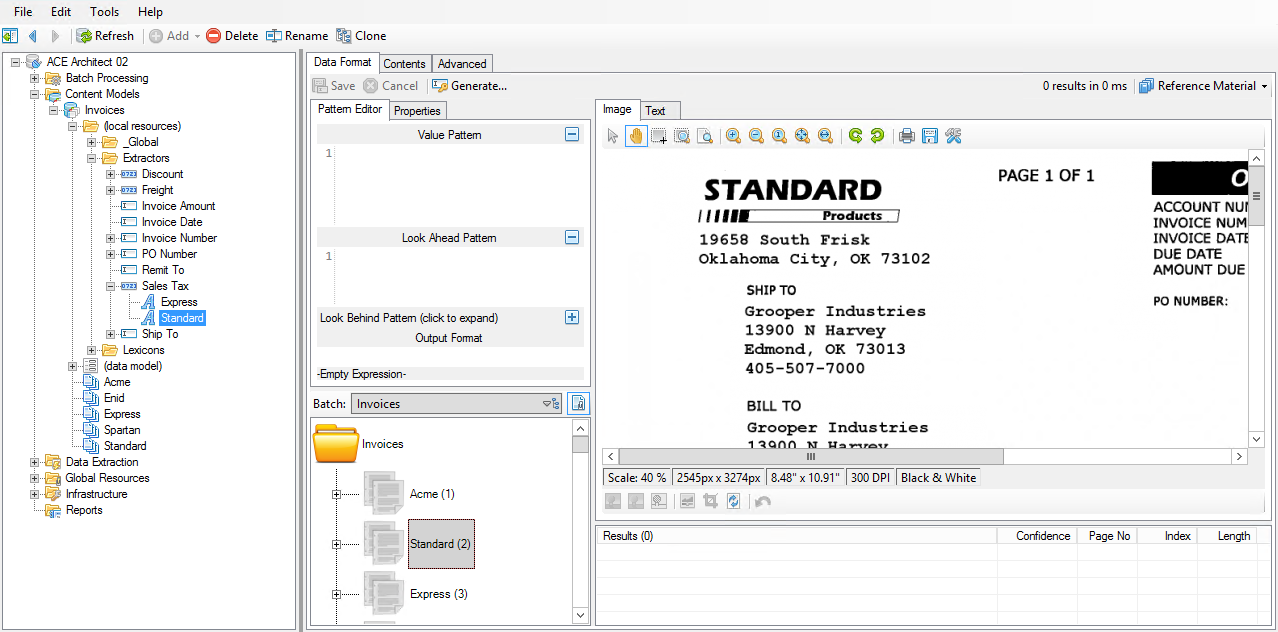 File Edit Tools Help
Refresh Add Delete Rename Clone
ACE Architect 02
Batch Processing
Content Models
Invoices
(local resources)
_Global
Extractors
Discount
Freight
Invoice Amount
Invoice Date
Invoice Number
PO Number
Remit To
Sales Tax
Express
Standard
Ship To
Lexicons
(data model)
Acme
Enid
Express
Spartan
Standard
Data Extraction
Global Resources
Infrastructure
Reports
Data Format Contents Advanced
Save Cancel Generate... 0 results in 0 ms Reference Material
Pattern Editor Properties
Value Pattern
1
Look Ahead Pattern
1
Look Behind Pattern (click to expand)
Output Format
-Empty Expression-
Batch: Invoices
Invoices
Acme (1)
Standard (2)
Express (3)
Image Text
STANDARD
Products
19658 South Frisk
Oklahoma City, OK 73102
SHIP TO
Grooper Industries
13900 N Harvey
Edmond, OK 73013
405-507-7000
BILL TO
Grooper Industries
13900 N Harvey
PAGE 1 OF 1
O
ACCOUNT NUM
INVOICE NUM
INVOICE DATE
DUE DATE
AMOUNT DUE
PO NUMBER:
Scale: 40 % 2545px x 3274px 8.48" x 10.91" 300 DPI Black & White
Results (0) Confidence Page No Index Length